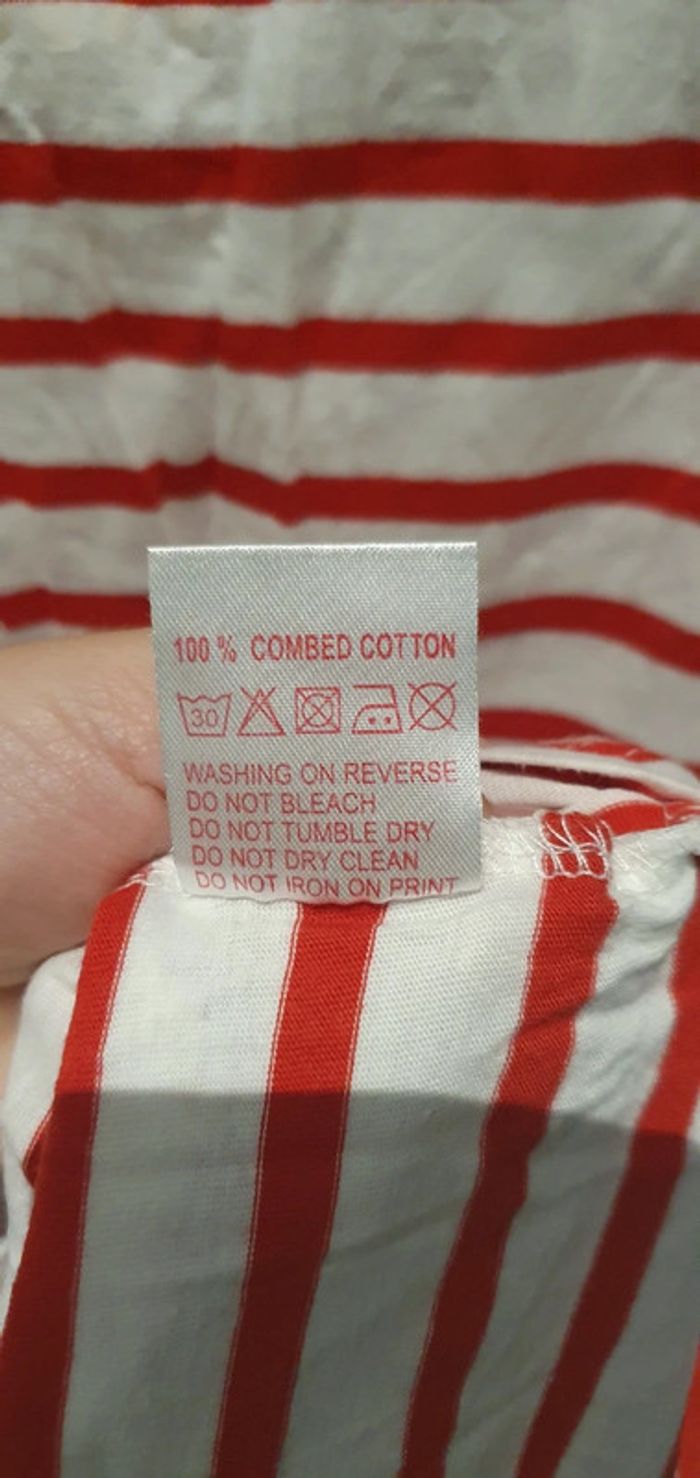 100 % COMBED COTTON
30
WASHING ON REVERSE
DO NOT BLEACH
DO NOT TUMBLE DRY
DO NOT DRY CLEAN
DO NOT IRON ON PRINT